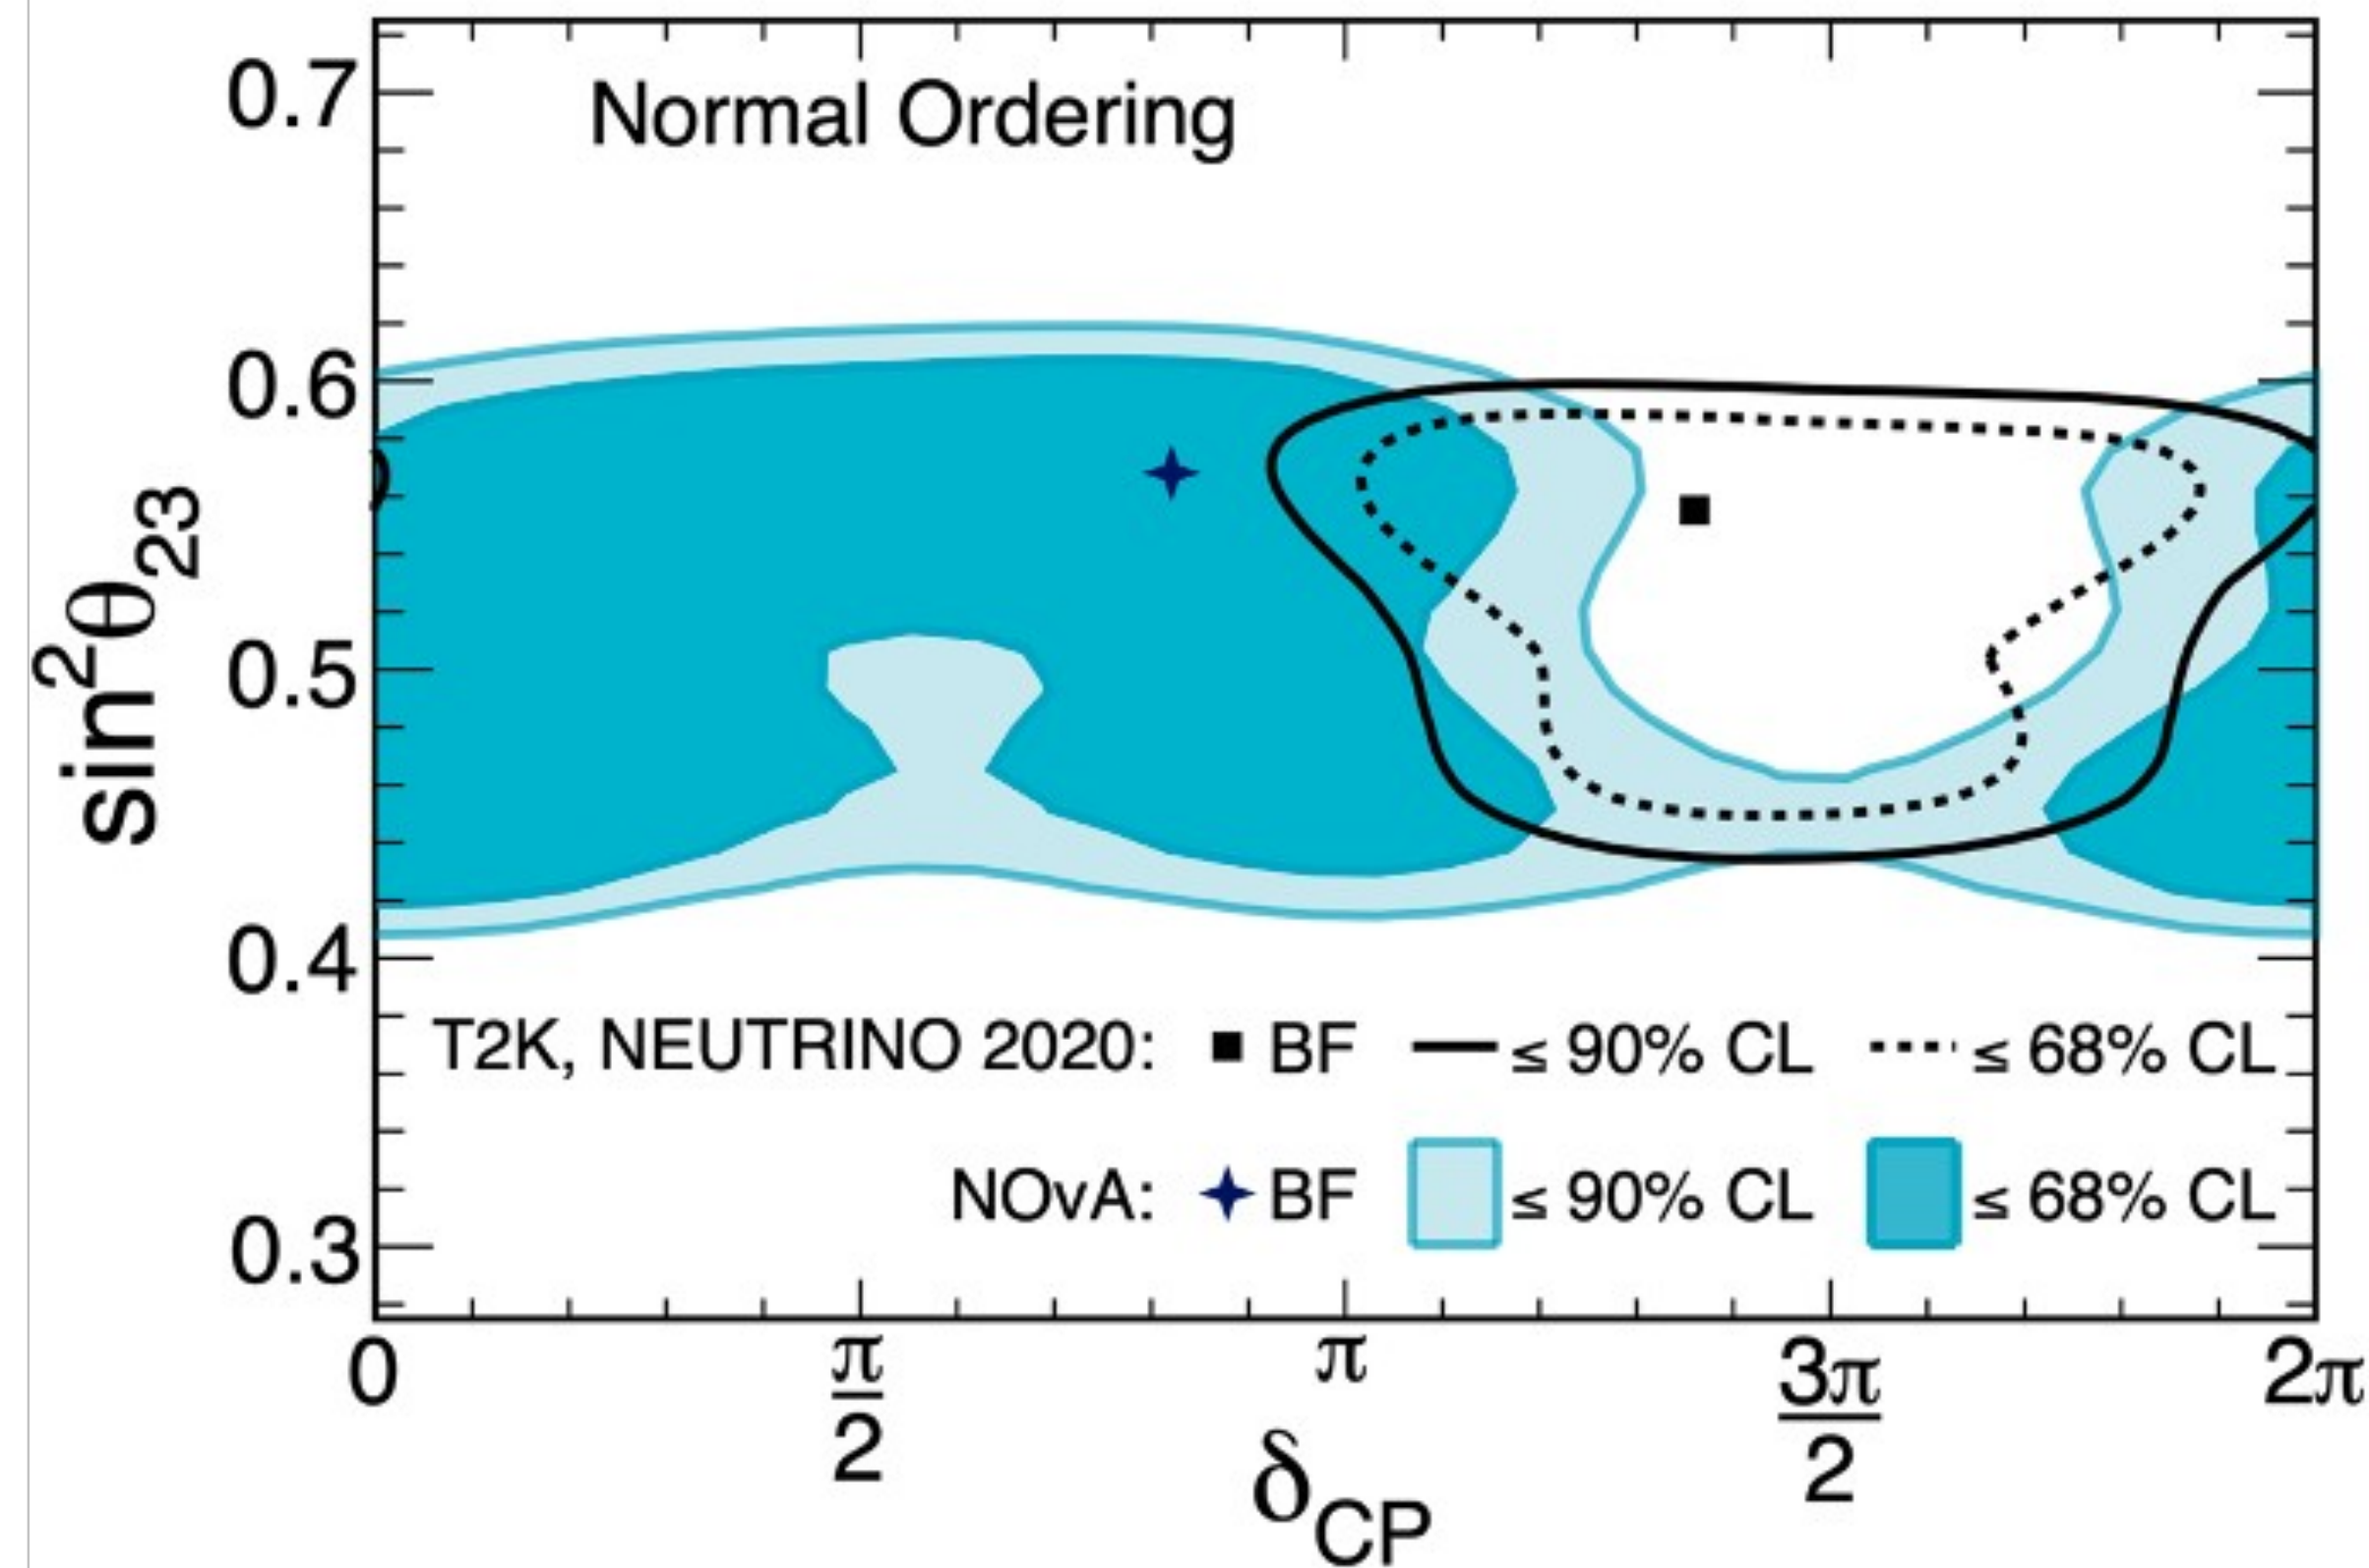 Normal Ordering
0.7
0.6
0.5
0.4
0.3
sin²θ₂₃
T2K, NEUTRINO 2020: BF ≤ 90% CL ≤ 68% CL
NOvA: BF ≤ 90% CL ≤ 68% CL
0 π/2 π 3π/2 2π
δCP